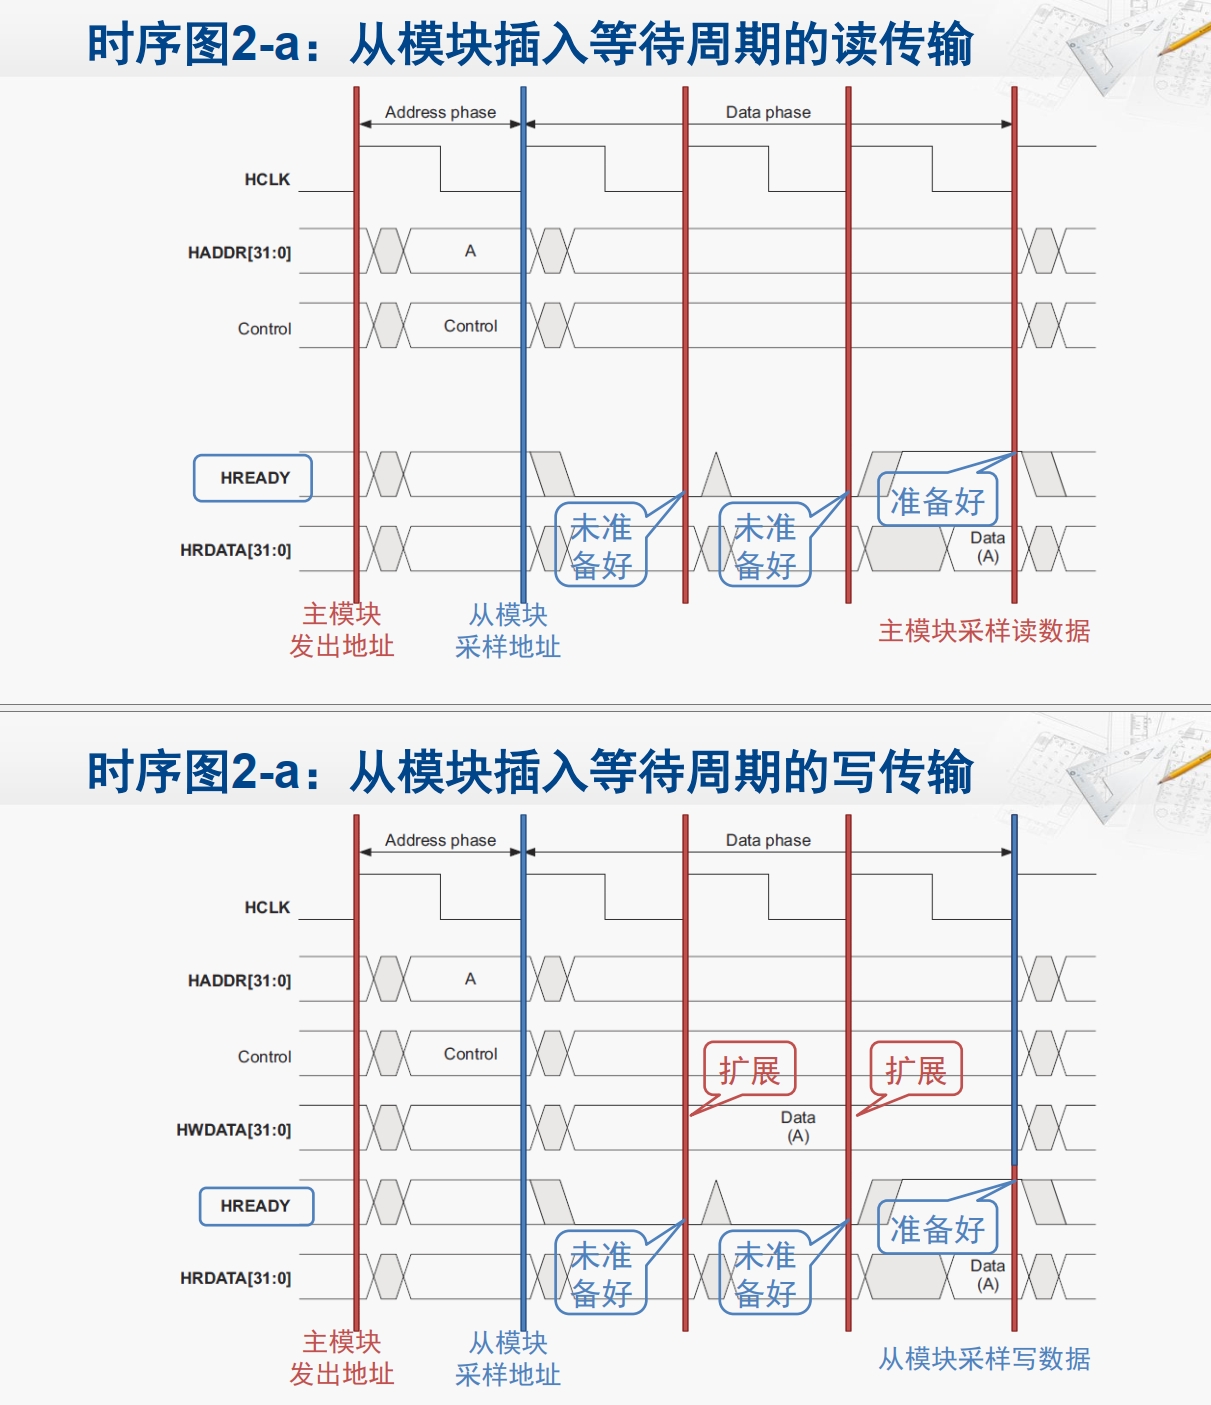 时序图2-a：从模块插入等待周期的读传输
Address phase
Data phase
HCLK
HADDR[31:0]
A
Control
Control
HREADY
准备好
未准
备好
未准
备好
HRDATA[31:0]
Data
(A)
主模块
发出地址
从模块
采样地址
主模块采样读数据
时序图2-a：从模块插入等待周期的写传输
Address phase
Data phase
HCLK
HADDR[31:0]
A
Control
Control
扩展
扩展
HWDATA[31:0]
Data
(A)
HREADY
准备好
未准
备好
未准
备好
HRDATA[31:0]
Data
(A)
主模块
发出地址
从模块
采样地址
从模块采样写数据